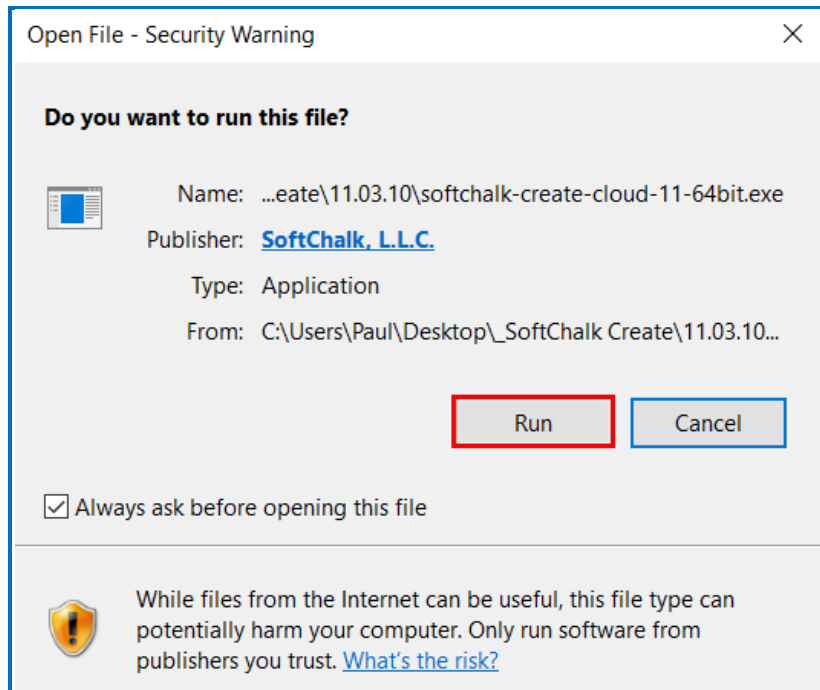 Open File - Security Warning
Do you want to run this file?
Name: ...eate\11.03.10\softchalk-create-cloud-11-64bit.exe
Publisher: SoftChalk, L.L.C.
Type: Application
From: C:\Users\Paul\Desktop\_SoftChalk Create\11.03.10...
Run Cancel
Always ask before opening this file
While files from the Internet can be useful, this file type can
potentially harm your computer. Only run software from
publishers you trust. What's the risk?